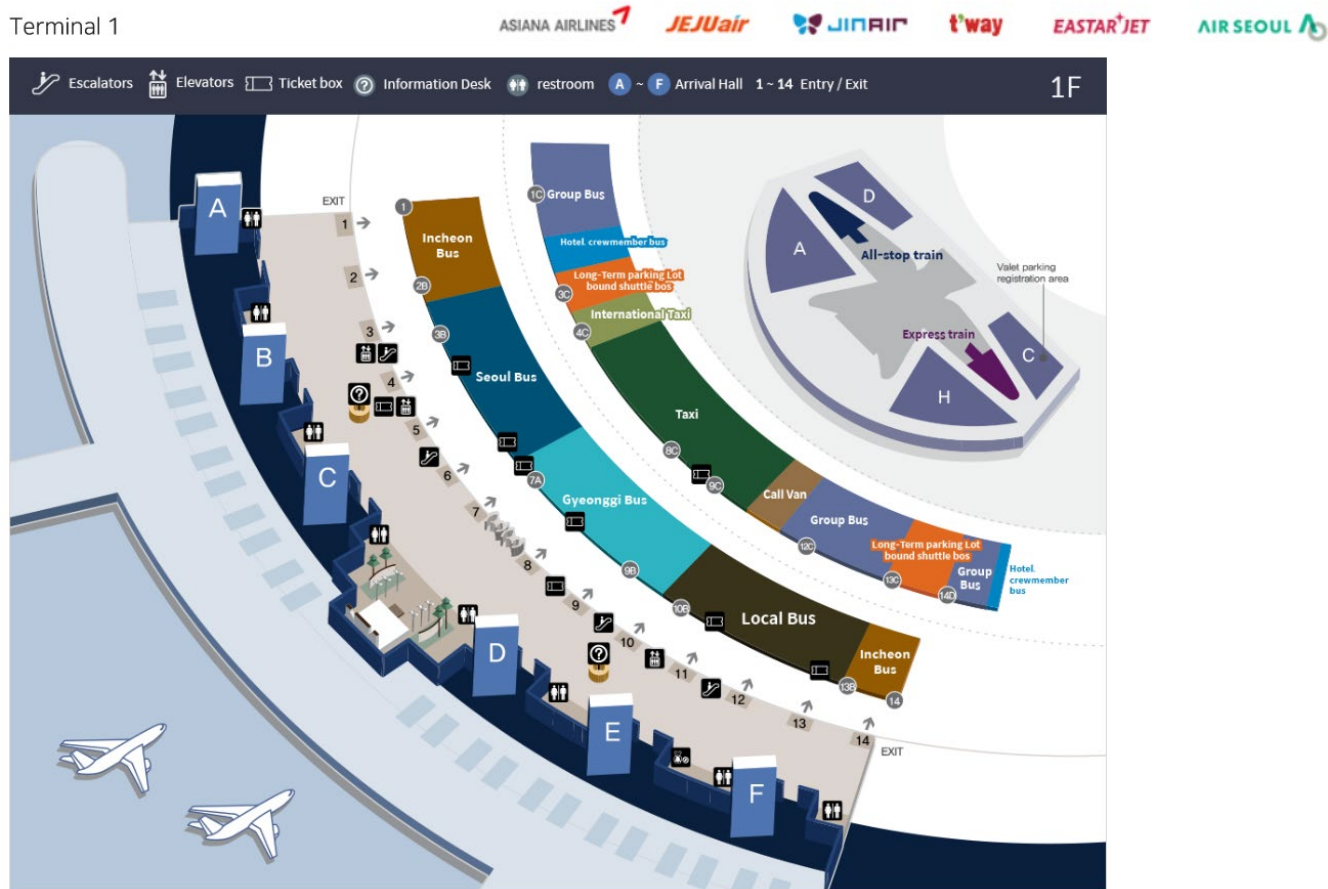 Terminal 1
ASIANA AIRLINES
JEJUair
JINAIR
t'way
EASTAR JET
AIR SEOUL
Escalators Elevators Ticket box Information Desk restroom A ~ F Arrival Hall 1 ~ 14 Entry / Exit
1F
A
B
C
D
E
F
EXIT
1
2
3
4
5
6
7
8
9
10
11
12
13
14
EXIT
1
Incheon
Bus
2B
3B
Seoul Bus
7A
Gyeonggi Bus
9B
10B
Local Bus
Incheon
Bus
13B
14
1C
Group Bus
Hotel. crewmember bus
Long-Term parking Lot
bound shuttle bos
3C
International Taxi
4C
Taxi
8C
9C
Call Van
Group Bus
12C
Long-Term parking Lot
bound shuttle bos
13C
Group
Bus
14D
Hotel.
crewmember
bus
D
A
All-stop train
Valet parking
registration area
Express train
C
H